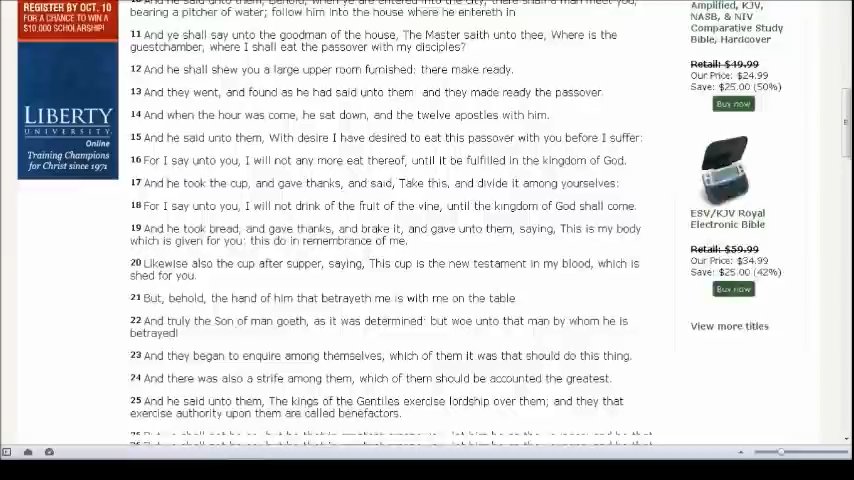 REGISTER BY OCT. 10
FOR A CHANCE TO WIN A
$10,000 SCHOLARSHIP!
LIBERTY
UNIVERSITY
Online
Training Champions
for Christ since 1971
bearing a pitcher of water; follow him into the house where he entereth in
11 And ye shall say unto the goodman of the house, The Master saith unto thee, Where is the
guestchamber, where I shall eat the passover with my disciples?
12 And he shall shew you a large upper room furnished: there make ready.
13 And they went, and found as he had said unto them and they made ready the passover.
14 And when the hour was come, he sat down, and the twelve apostles with him.
15 And he said unto them, With desire I have desired to eat this passover with you before I suffer:
16 For I say unto you, I will not any more eat thereof, until it be fulfilled in the kingdom of God.
17 And he took the cup, and gave thanks, and said, Take this, and divide it among yourselves:
18 For I say unto you, I will not drink of the fruit of the vine, until the kingdom of God shall come.
19 And he took bread, and gave thanks, and brake it, and gave unto them, saying, This is my body
which is given for you: this do in remembrance of me.
20 Likewise also the cup after supper, saying, This cup is the new testament in my blood, which is
shed for you.
21 But, behold, the hand of him that betrayeth me is with me on the table
22 And truly the Son of man goeth, as it was determined: but woe unto that man by whom he is
betrayed!
23 And they began to enquire among themselves, which of them it was that should do this thing.
24 And there was also a strife among them, which of them should be accounted the greatest.
25 And he said unto them, The kings of the Gentiles exercise lordship over them; and they that
exercise authority upon them are called benefactors.
Amplified, KJV,
NASB, & NIV
Comparative Study
Bible, Hardcover
Retail: $49.99
Our Price: $24.99
Save: $25.00 (50%)
Buy now
ESV/KJV Royal
Electronic Bible
Retail: $59.99
Our Price: $34.99
Save: $25.00 (42%)
Buy now
View more titles